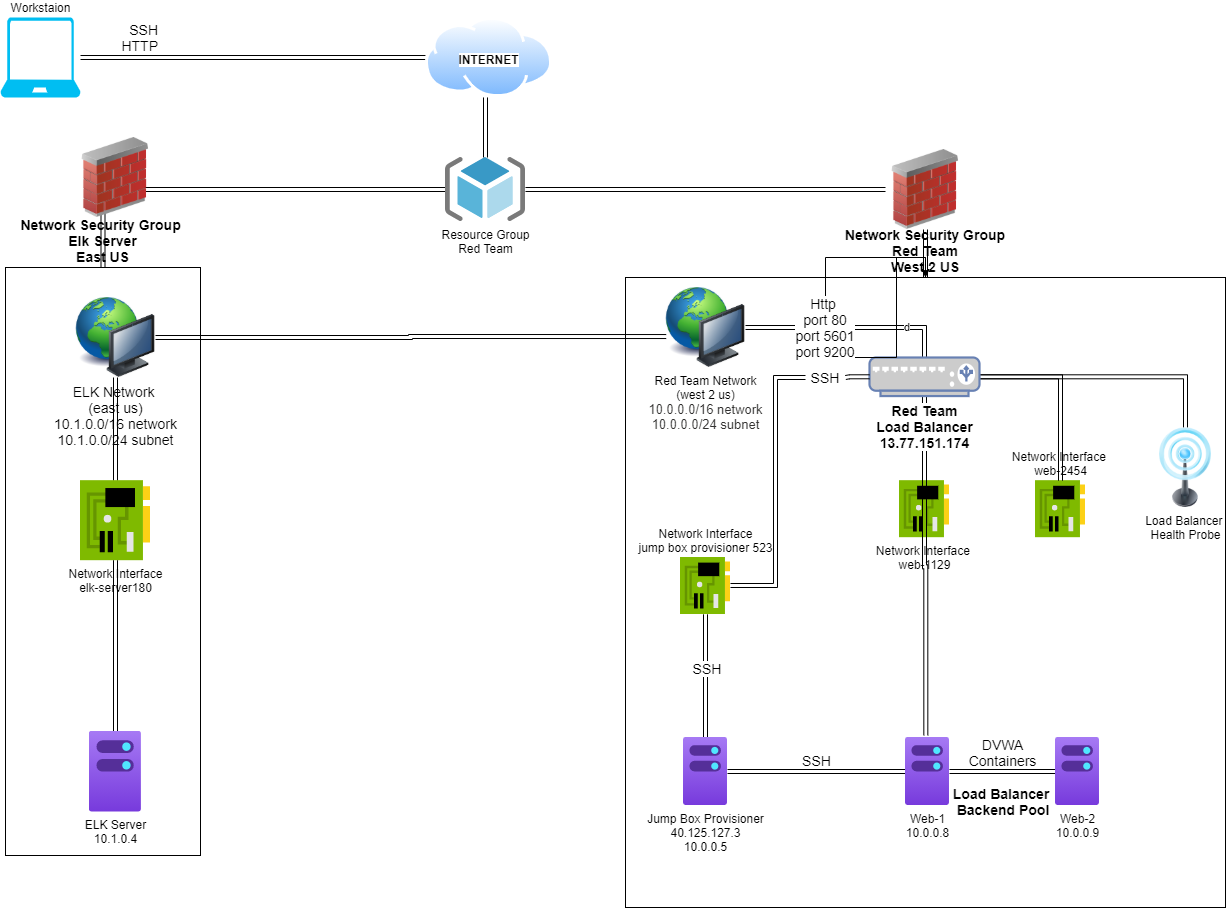 Workstaion
SSH
HTTP
INTERNET
Resource Group
Red Team
Network Security Group
Elk Server
East US
Network Security Group
Red Team
West 2 US
ELK Network
(east us)
10.1.0.0/16 network
10.1.0.0/24 subnet
Red Team Network
(west 2 us)
10.0.0.0/16 network
10.0.0.0/24 subnet
Http
port 80
port 5601
port 9200
d
SSH
Red Team
Load Balancer
13.77.151.174
Network Interface
web-2454
Load Balancer
Health Probe
Network Interface
web-1129
Network Interface
jump box provisioner 523
Network Interface
elk-server180
SSH
SSH
DVWA
Containers
Load Balancer
Backend Pool
ELK Server
10.1.0.4
Jump Box Provisioner
40.125.127.3
10.0.0.5
Web-1
10.0.0.8
Web-2
10.0.0.9